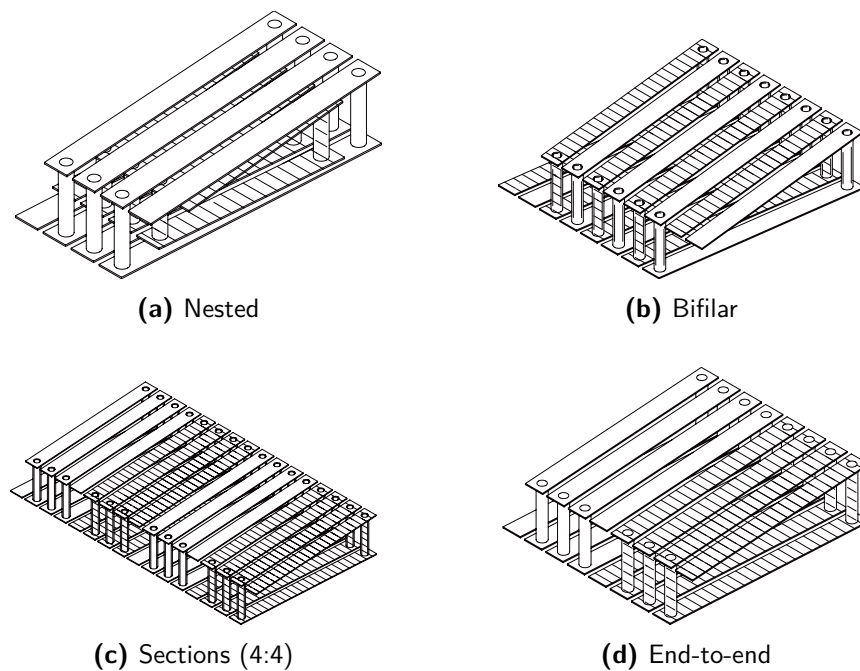 (a) Nested
(b) Bifilar
(c) Sections (4:4)
(d) End-to-end